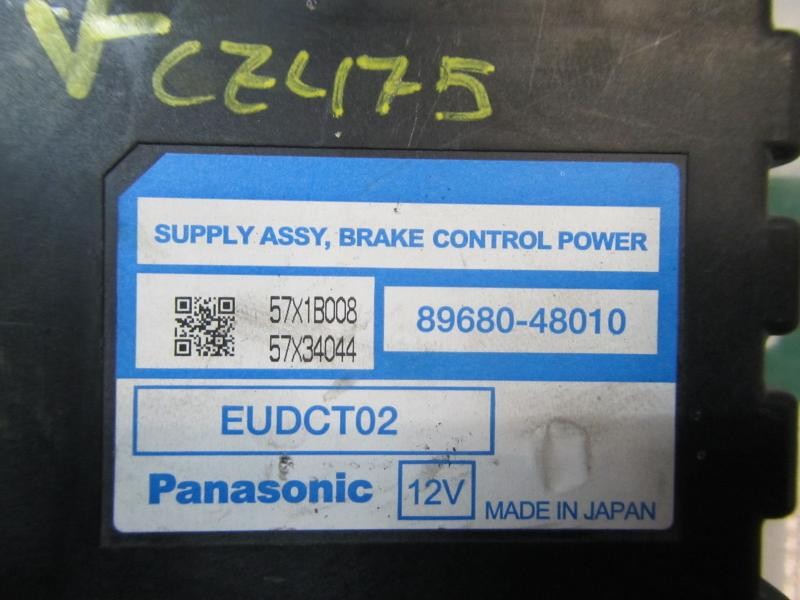 V CZ475
SUPPLY ASSY, BRAKE CONTROL POWER
57X1B008
57X34044
89680-48010
EUDCT02
Panasonic 12V MADE IN JAPAN